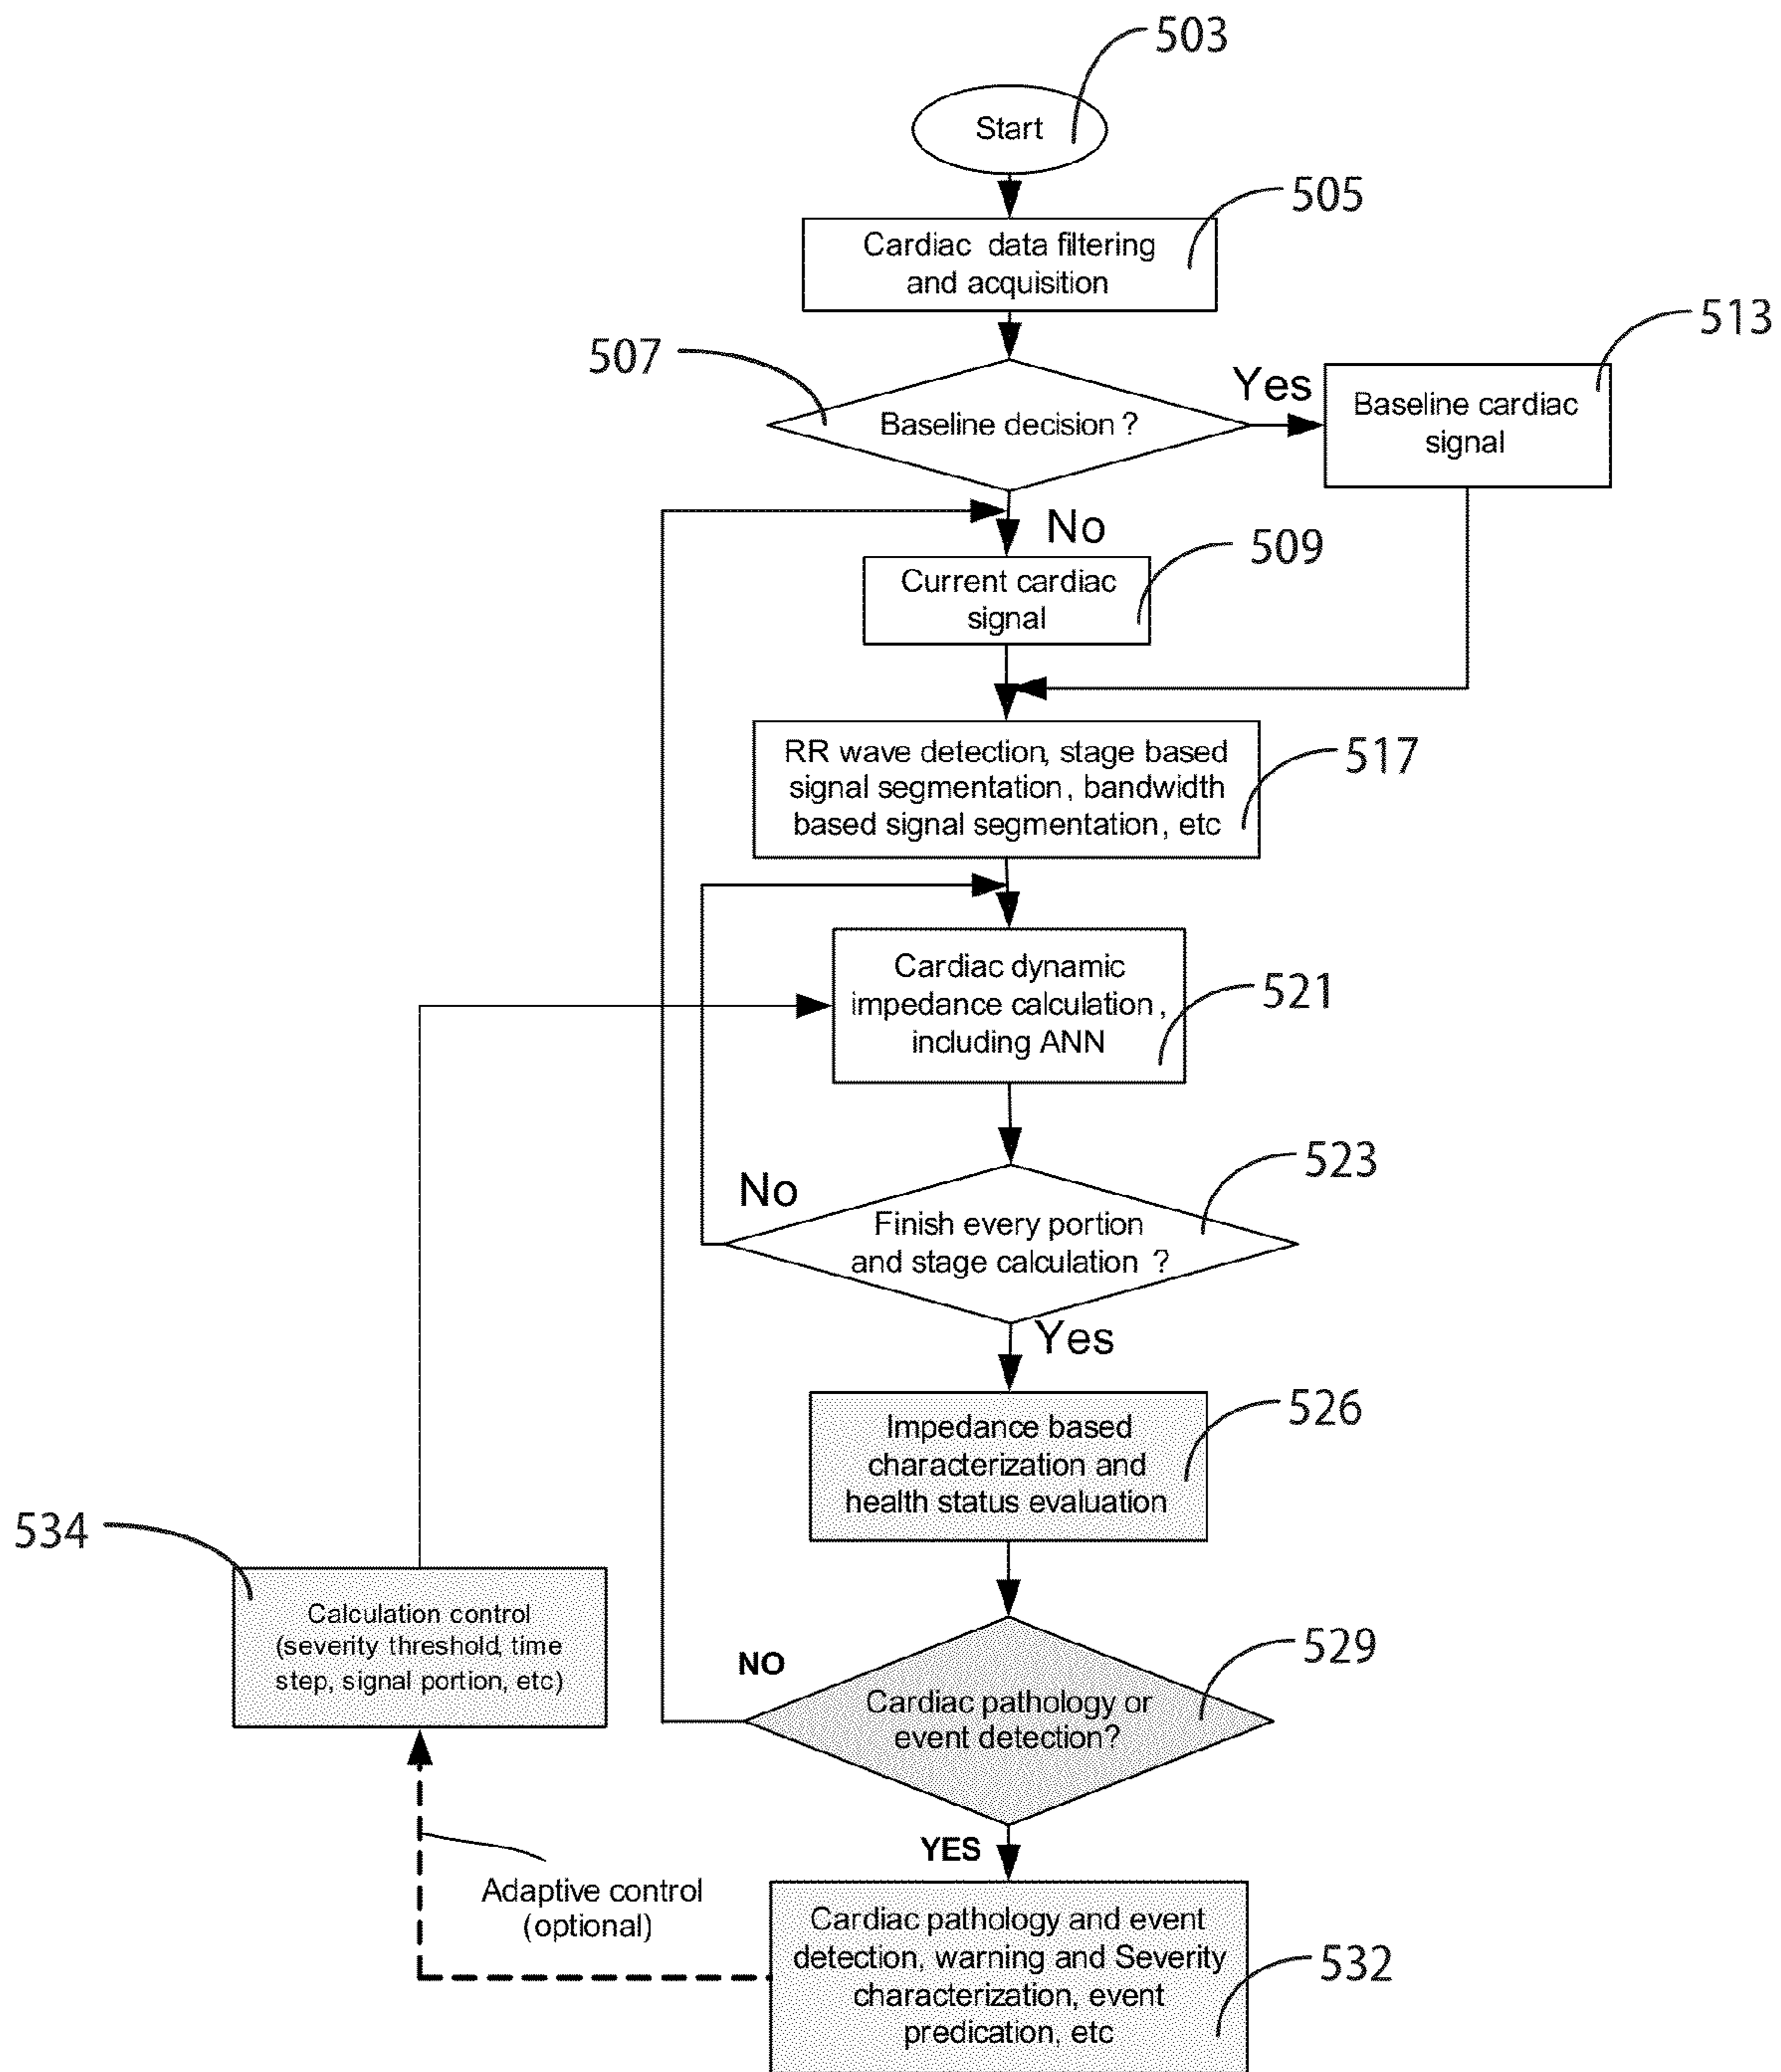 503
Start
505
Cardiac data filtering
and acquisition
513
507
Yes
Baseline cardiac
signal
Baseline decision ?
No
509
Current cardiac
signal
RR wave detection, stage based
signal segmentation, bandwidth
based signal segmentation, etc
517
Cardiac dynamic
impedance calculation,
including ANN
521
523
No
Finish every portion
and stage calculation ?
Yes
526
Impedance based
characterization and
health status evaluation
534
Calculation control
(severity threshold, time
step, signal portion, etc)
529
NO
Cardiac pathology or
event detection?
YES
Adaptive control
(optional)
Cardiac pathology and event
detection, warning and Severity
characterization, event
predication, etc
532